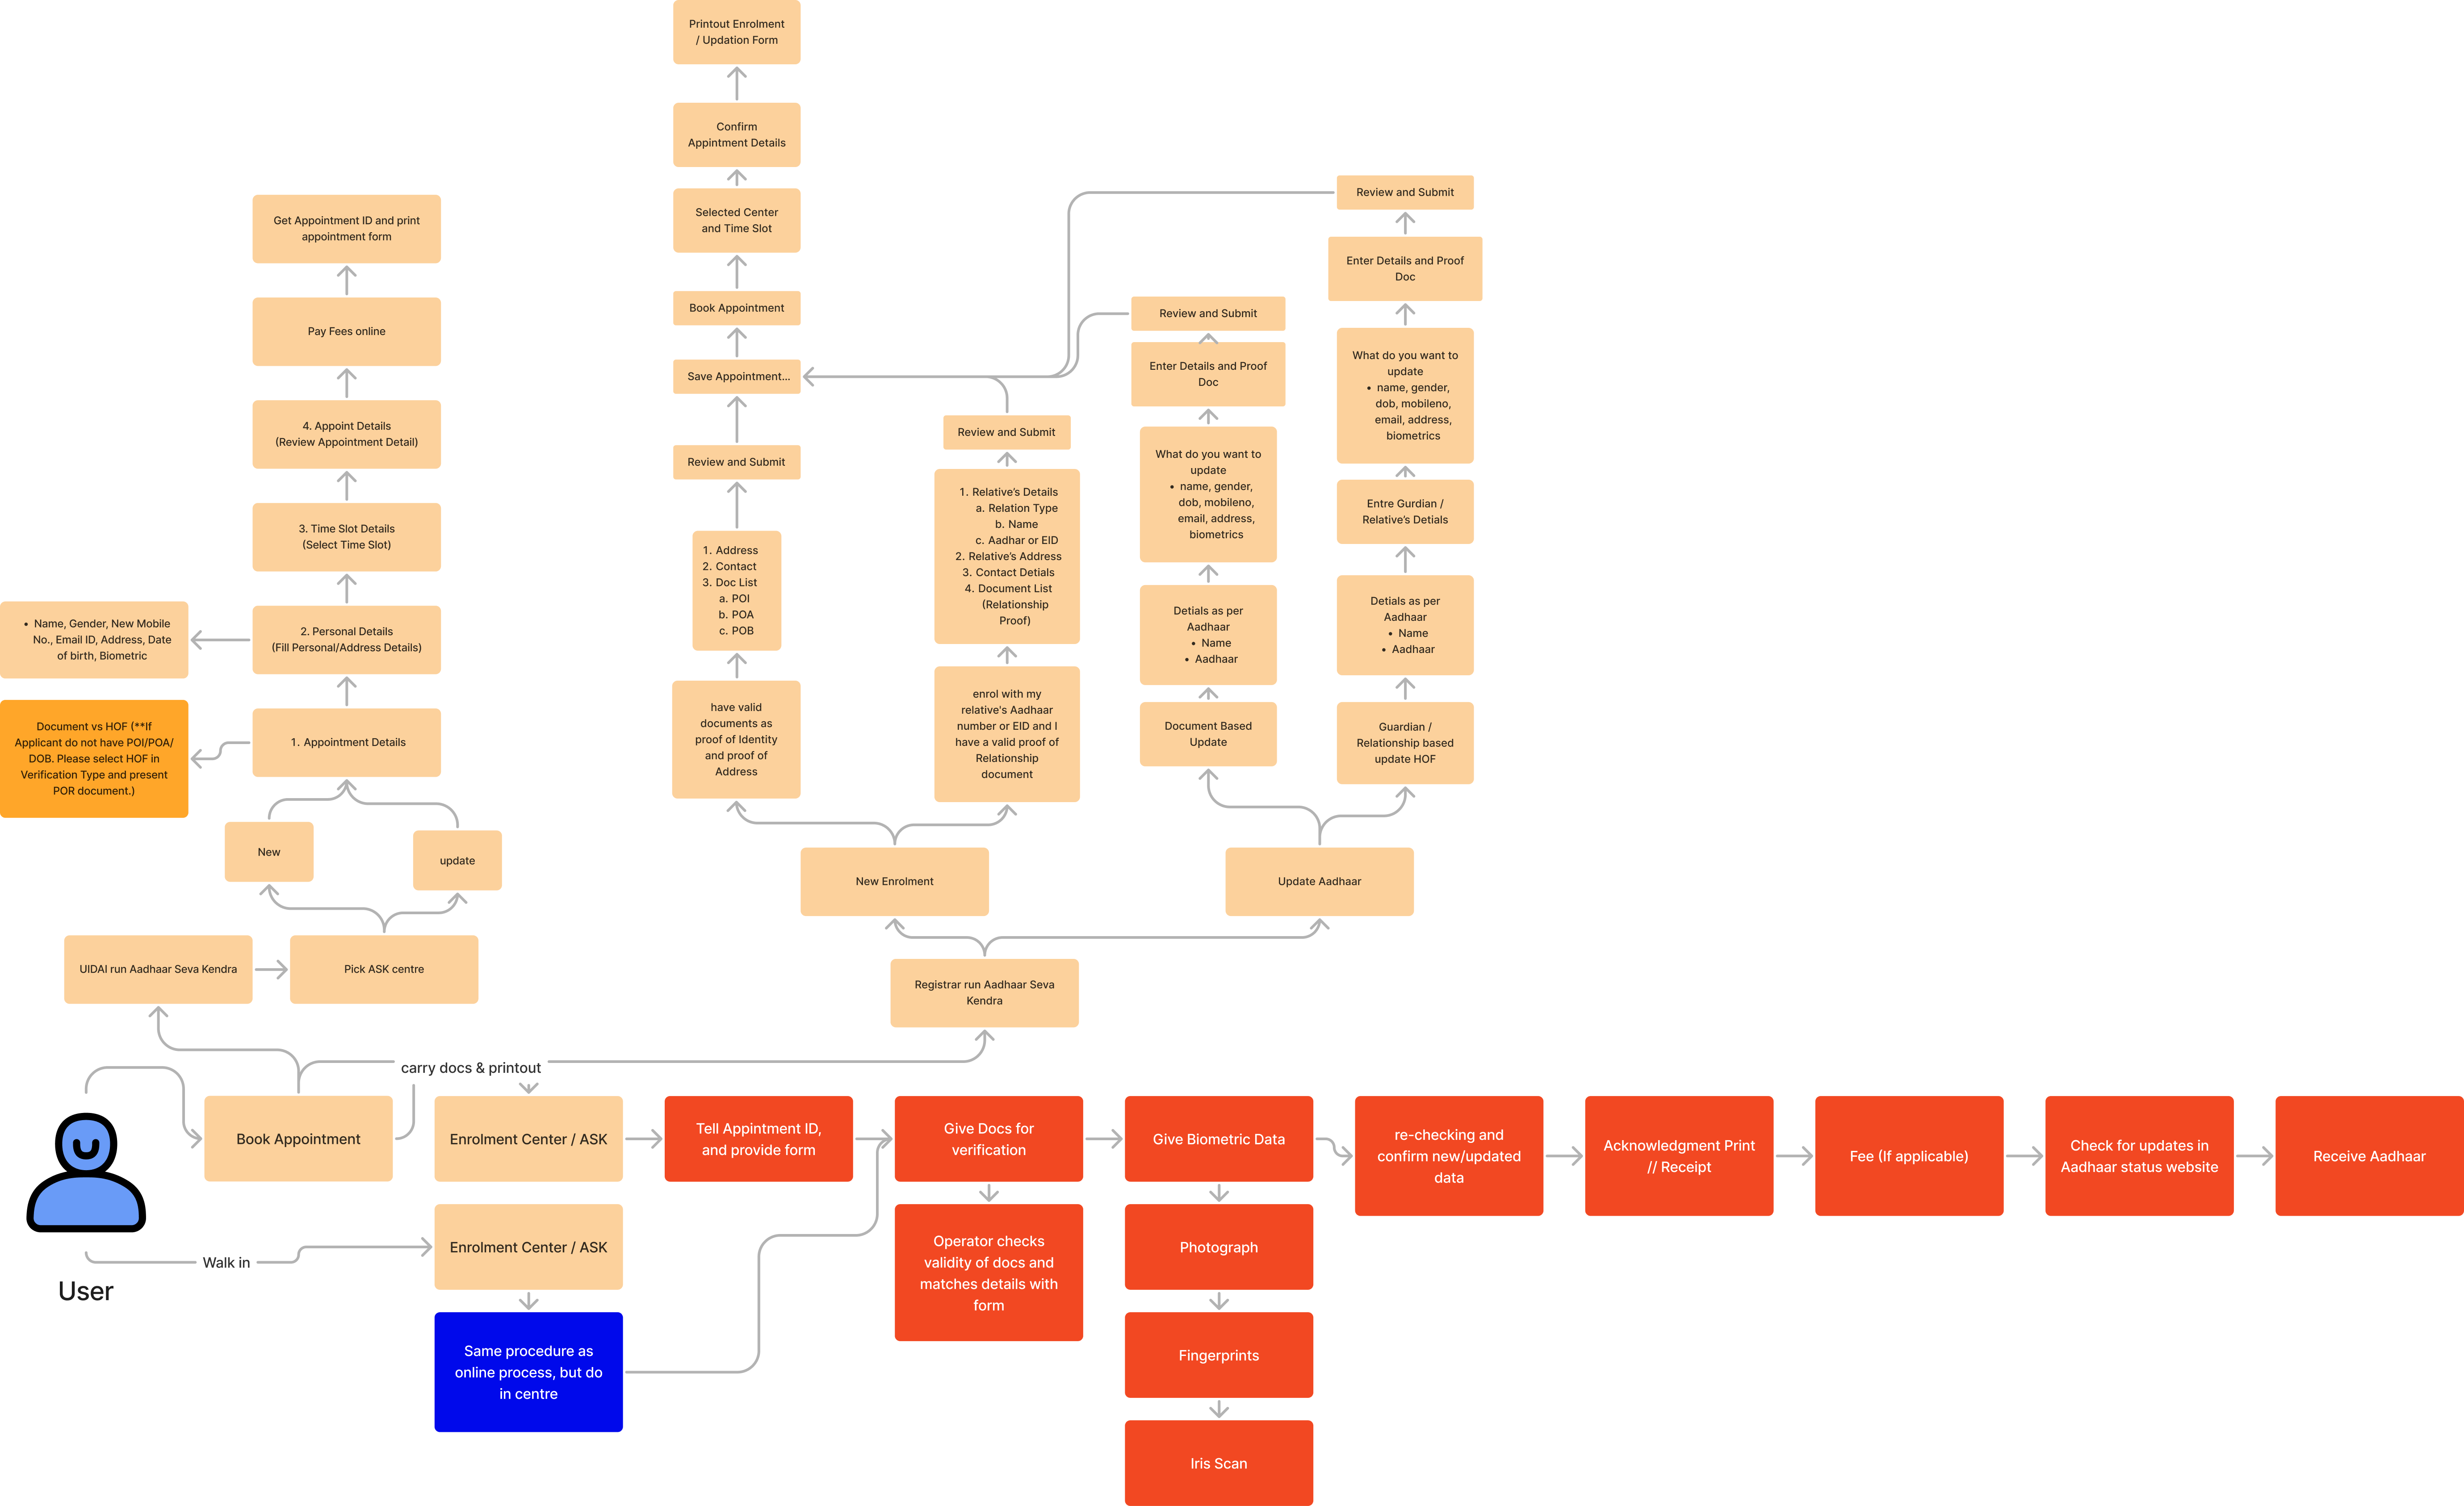 Printout Enrolment
/ Updation Form
Confirm
Appintment Details
Selected Center
and Time Slot
Book Appointment
Save Appointment...
Review and Submit
1. Address
2. Contact
3. Doc List
a. POI
b. POA
c. POB
have valid
documents as
proof of Identity
and proof of
Address
Get Appointment ID and print
appointment form
Pay Fees online
4. Appoint Details
(Review Appointment Detail)
3. Time Slot Details
(Select Time Slot)
2. Personal Details
(Fill Personal/Address Details)
• Name, Gender, New Mobile
No., Email ID, Address, Date
of birth, Biometric
1. Appointment Details
Document vs HOF (**If
Applicant do not have POI/POA/
DOB. Please select HOF in
Verification Type and present
POR document.)
New
update
UIDAI run Aadhaar Seva Kendra
Pick ASK centre
Review and Submit
1. Relative's Details
a. Relation Type
b. Name
c. Aadhar or EID
2. Relative's Address
3. Contact Detials
4. Document List
(Relationship
Proof)
enrol with my
relative's Aadhaar
number or EID and I
have a valid proof of
Relationship
document
Review and Submit
Enter Details and Proof
Doc
What do you want to
update
• name, gender,
dob, mobileno,
email, address,
biometrics
Detials as per
Aadhaar
• Name
• Aadhaar
Document Based
Update
Review and Submit
Enter Details and Proof
Doc
What do you want to
update
• name, gender,
dob, mobileno,
email, address,
biometrics
Entre Gurdian /
Relative's Detials
Detials as per
Aadhaar
• Name
• Aadhaar
Guardian /
Relationship based
update HOF
New Enrolment
Update Aadhaar
Registrar run Aadhaar Seva
Kendra
carry docs & printout
Book Appointment
Enrolment Center / ASK
Tell Appintment ID,
and provide form
Give Docs for
verification
Give Biometric Data
re-checking and
confirm new/updated
data
Acknowledgment Print
// Receipt
Fee (If applicable)
Check for updates in
Aadhaar status website
Receive Aadhaar
Walk in
User
Enrolment Center / ASK
Same procedure as
online process, but do
in centre
Operator checks
validity of docs and
matches details with
form
Photograph
Fingerprints
Iris Scan